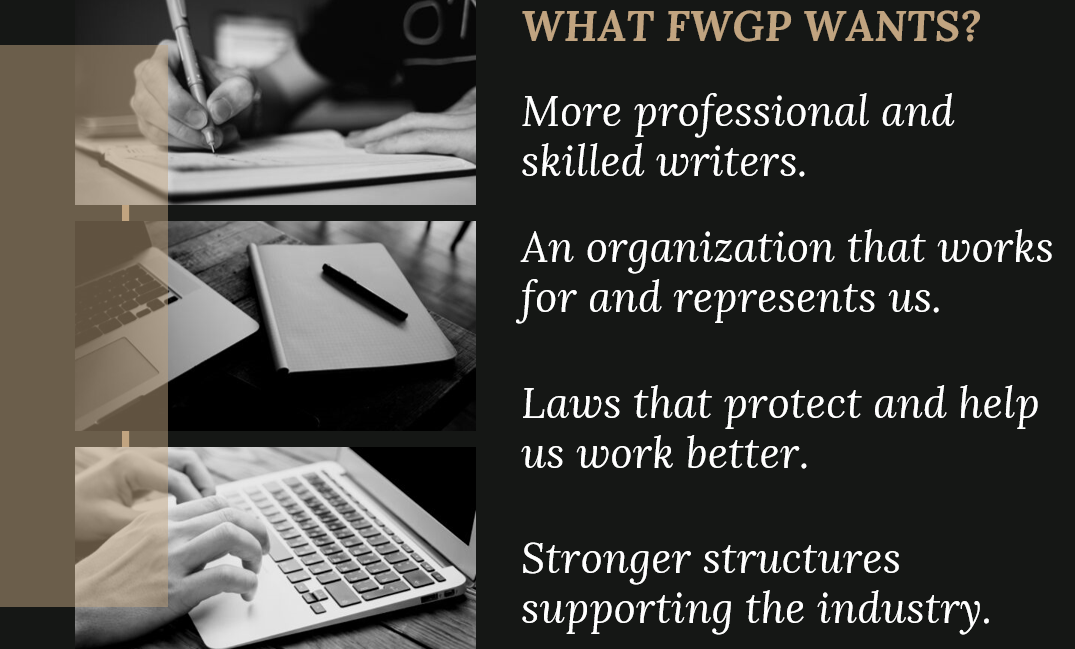 WHAT FWGP WANTS?
More professional and
skilled writers.
An organization that works
for and represents us.
Laws that protect and help
us work better.
Stronger structures
supporting the industry.